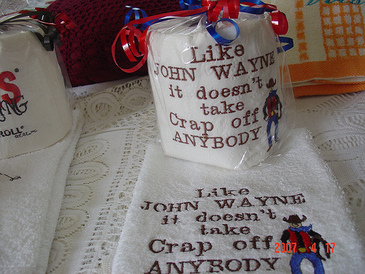 Like
JOHN WAYNE
it doesn't
take
Crap off
ANYBODY
Like
JOHN WAYNE
it doesn't
take
Crap off
ANYBODY
ROLL
2007 4 17